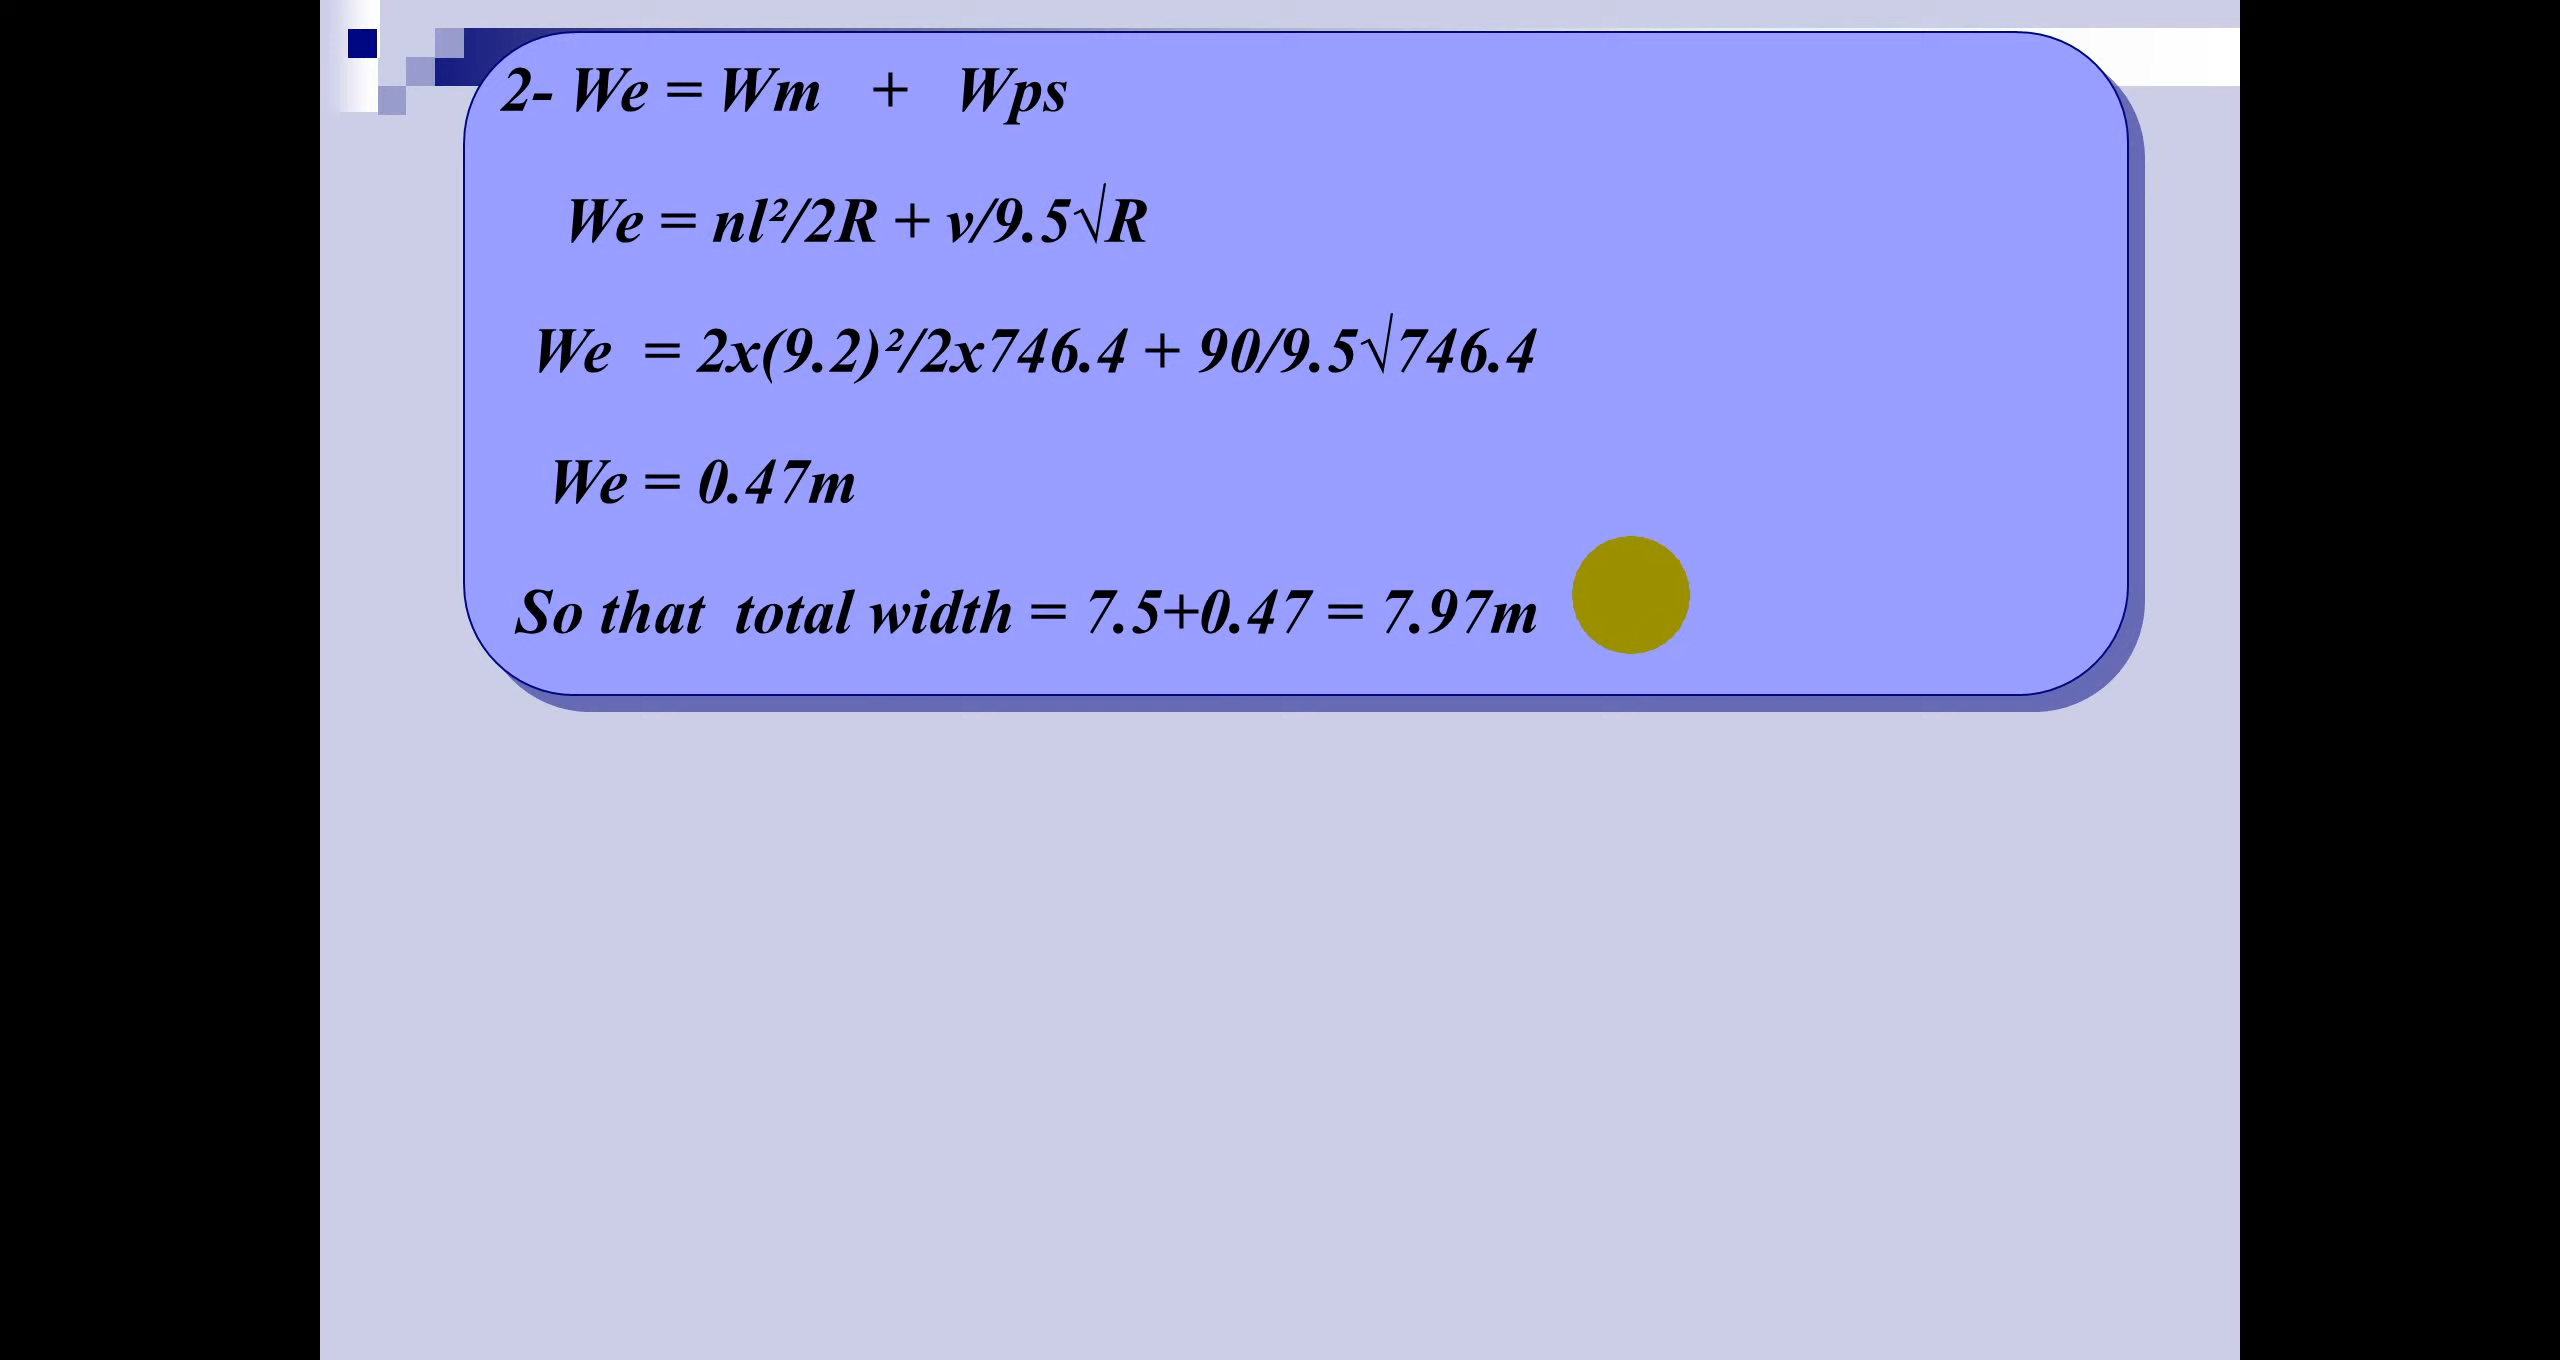 2- We = Wm + Wps
We = nl²/2R + v/9.5√R
We = 2x(9.2)²/2x746.4 + 90/9.5√746.4
We = 0.47m
So that total width = 7.5+0.47 = 7.97m